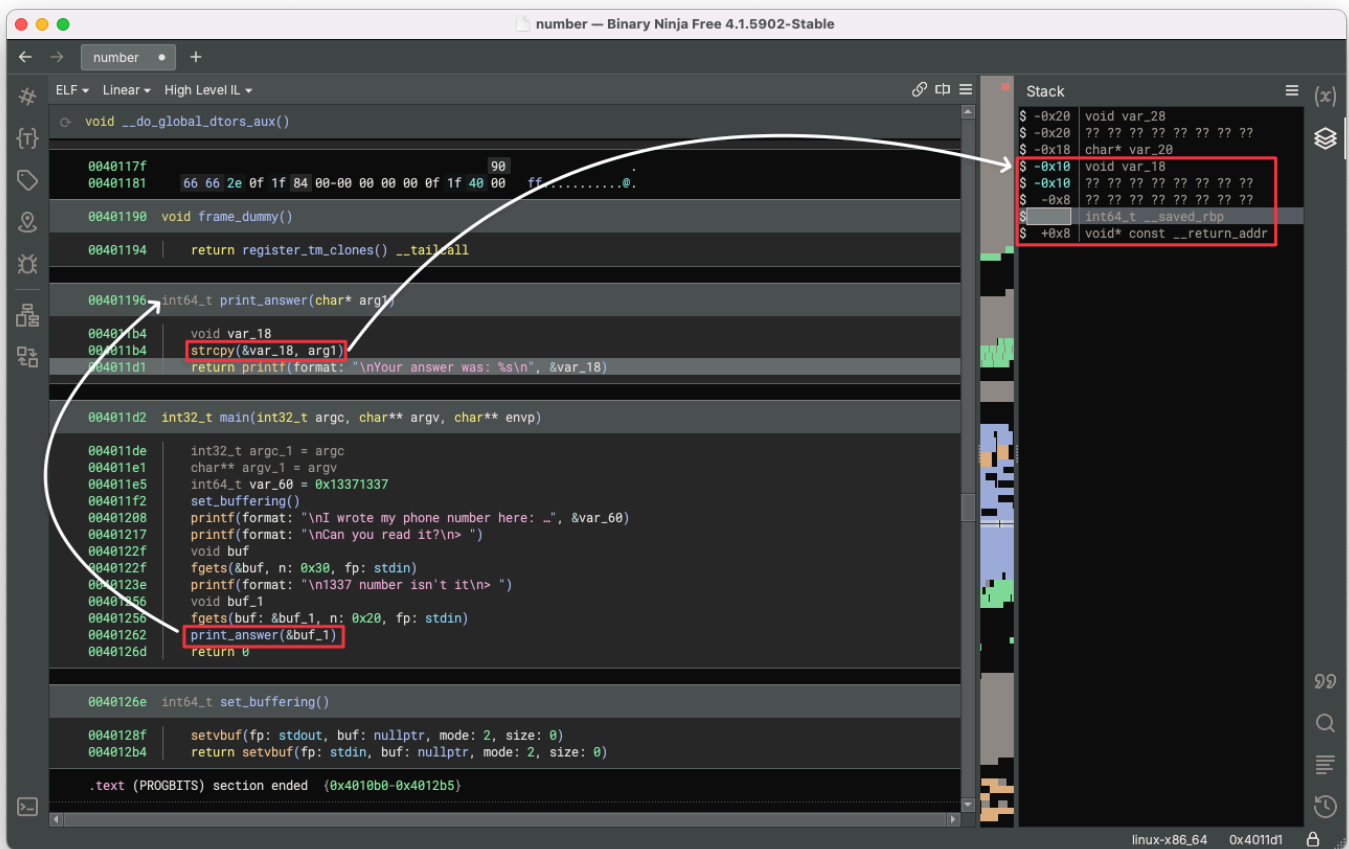 number — Binary Ninja Free 4.1.5902-Stable
number
ELF Linear High Level IL
void __do_global_dtors_aux()
0040117f 90 .
00401181 66 66 2e 0f 1f 84 00-00 00 00 00 0f 1f 40 00 ff...........@.
00401190 void frame_dummy()
00401194 return register_tm_clones() __tailcall
00401196 int64_t print_answer(char* arg1)
004011b4 void var_18
004011b4 strcpy(&var_18, arg1)
004011d1 return printf(format: "\nYour answer was: %s\n", &var_18)
004011d2 int32_t main(int32_t argc, char** argv, char** envp)
004011de int32_t argc_1 = argc
004011e1 char** argv_1 = argv
004011e5 int64_t var_60 = 0x13371337
004011f2 set_buffering()
00401208 printf(format: "\nI wrote my phone number here: …", &var_60)
00401217 printf(format: "\nCan you read it?\n> ")
0040122f void buf
0040122f fgets(&buf, n: 0x30, fp: stdin)
0040123e printf(format: "\n1337 number isn't it\n> ")
00401256 void buf_1
00401256 fgets(buf: &buf_1, n: 0x20, fp: stdin)
00401262 print_answer(&buf_1)
0040126d return 0
0040126e int64_t set_buffering()
0040128f setvbuf(fp: stdout, buf: nullptr, mode: 2, size: 0)
004012b4 return setvbuf(fp: stdin, buf: nullptr, mode: 2, size: 0)
.text (PROGBITS) section ended {0x4010b0-0x4012b5}
Stack
$ -0x20 void var_28
$ -0x20 ?? ?? ?? ?? ?? ?? ?? ??
$ -0x18 char* var_20
$ -0x10 void var_18
$ -0x10 ?? ?? ?? ?? ?? ?? ?? ??
$ -0x8 ?? ?? ?? ?? ?? ?? ?? ??
$ int64_t __saved_rbp
$ +0x8 void* const __return_addr
linux-x86_64 0x4011d1